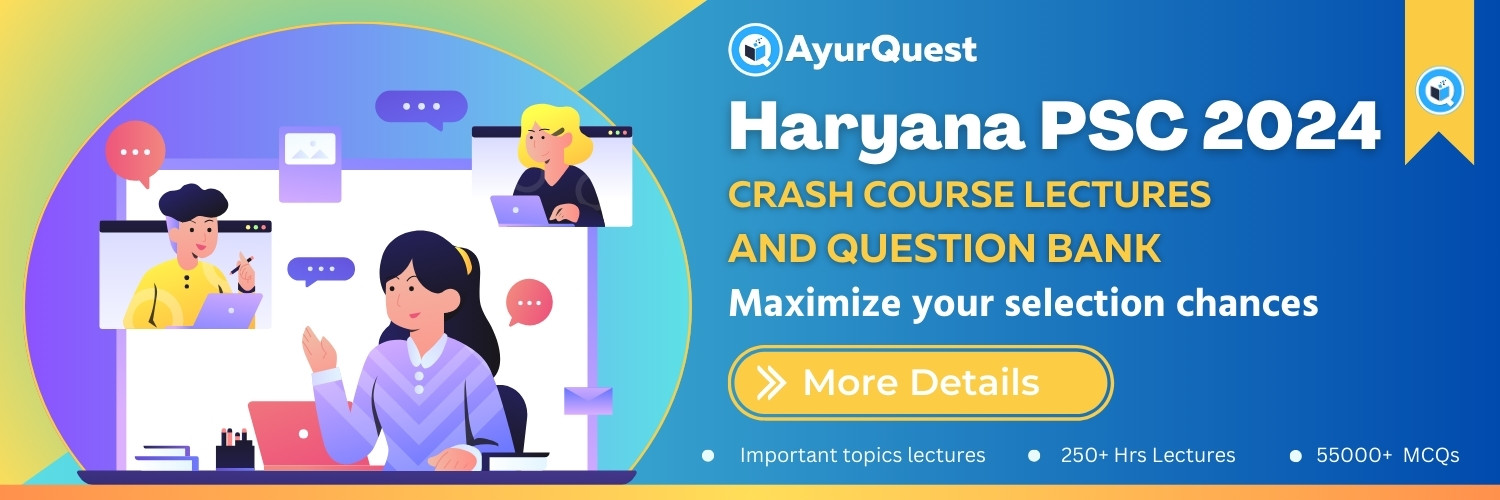 AyurQuest
Haryana PSC 2024
CRASH COURSE LECTURES
AND QUESTION BANK
Maximize your selection chances
More Details
Important topics lectures
250+ Hrs Lectures
55000+ MCQs